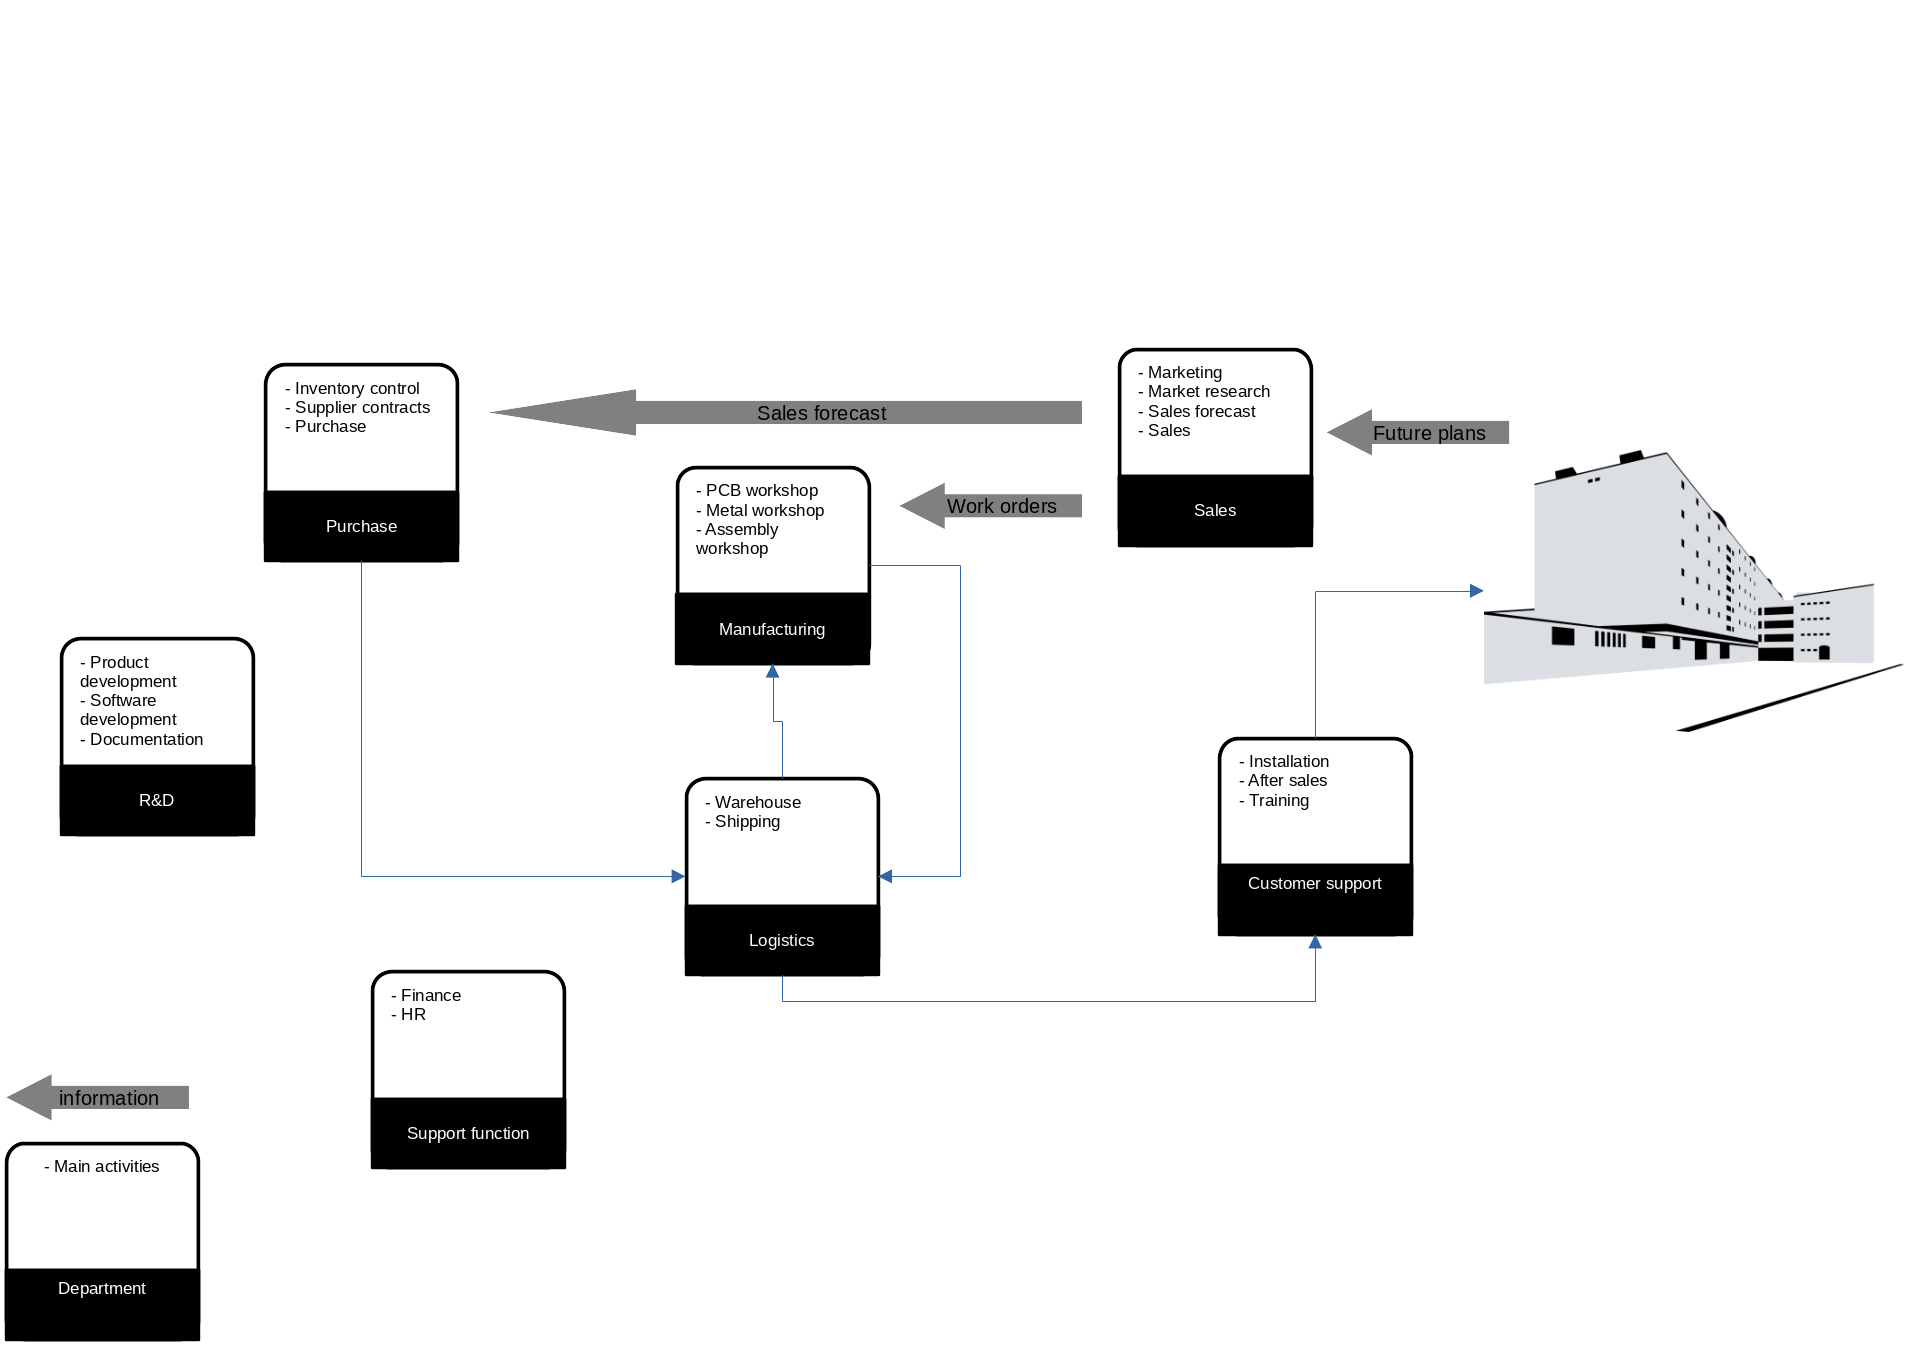 - Marketing
- Market research
- Sales forecast
- Sales
Sales
- Inventory control
- Supplier contracts
- Purchase
Purchase
Sales forecast
Future plans
- PCB workshop
- Metal workshop
- Assembly
workshop
Manufacturing
Work orders
- Product
development
- Software
development
- Documentation
R&D
- Warehouse
- Shipping
Logistics
- Installation
- After sales
- Training
Customer support
- Finance
- HR
Support function
information
- Main activities
Department